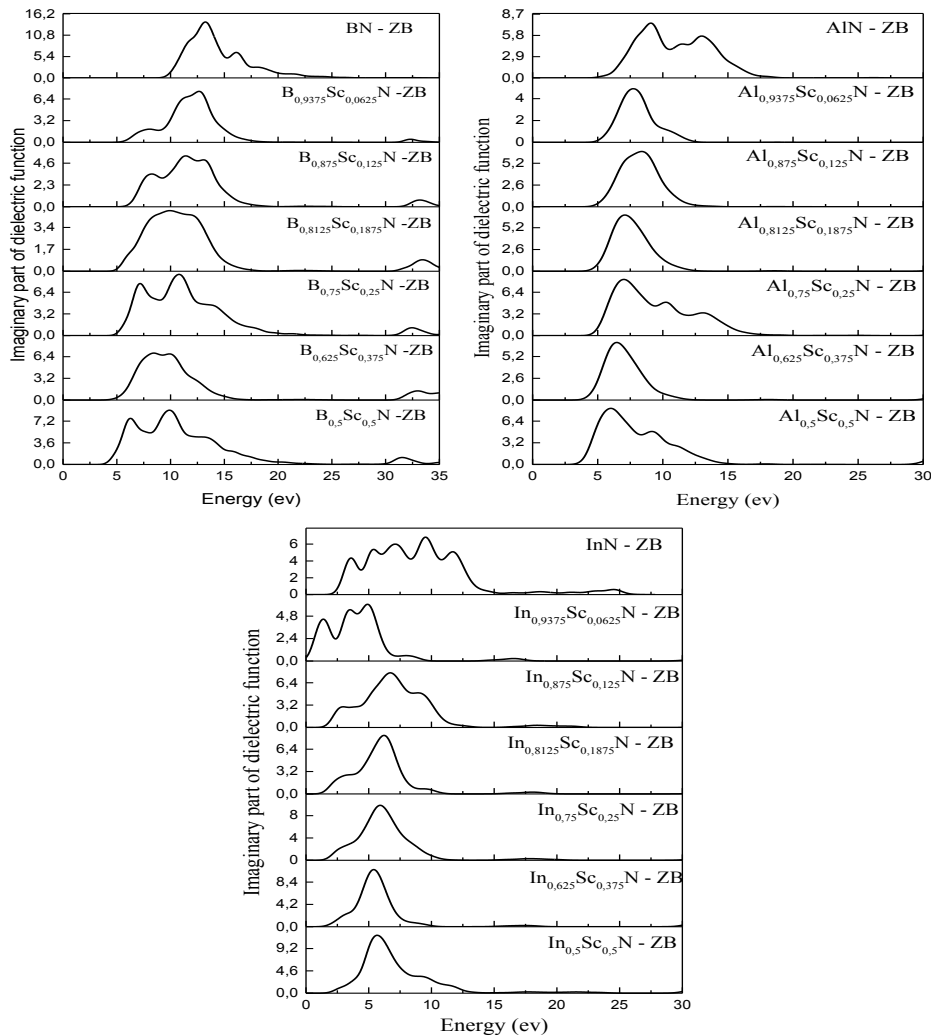 Imaginary part of dielectric function
16,2
10,8
5,4
0,0
BN - ZB
6,4
3,2
0,0
B0,9375Sc0,0625N -ZB
4,6
2,3
0,0
B0,875Sc0,125N -ZB
3,4
1,7
0,0
B0,8125Sc0,1875N -ZB
6,4
3,2
0,0
B0,75Sc0,25N -ZB
6,4
3,2
0,0
B0,625Sc0,375N -ZB
7,2
3,6
0,0
B0,5Sc0,5N -ZB
0 5 10 15 20 25 30 35
Energy (ev)
Imaginary part of dielectric function
8,7
5,8
2,9
0,0
AlN - ZB
4
2
0
Al0,9375Sc0,0625N - ZB
5,2
2,6
0,0
Al0,875Sc0,125N - ZB
5,2
2,6
0,0
Al0,8125Sc0,1875N - ZB
6,4
3,2
0,0
Al0,75Sc0,25N - ZB
5,2
2,6
0,0
Al0,625Sc0,375N - ZB
6,4
3,2
0,0
Al0,5Sc0,5N - ZB
0 5 10 15 20 25 30
Energy (ev)
Imaginary part of dielectric function
6
4
2
0
InN - ZB
4,8
2,4
0,0
In0,9375Sc0,0625N - ZB
6,4
3,2
0,0
In0,875Sc0,125N - ZB
6,4
3,2
0,0
In0,8125Sc0,1875N - ZB
8
4
0
In0,75Sc0,25N - ZB
8,4
4,2
0,0
In0,625Sc0,375N - ZB
9,2
4,6
0,0
In0,5Sc0,5N - ZB
0 5 10 15 20 25 30
Energy (ev)